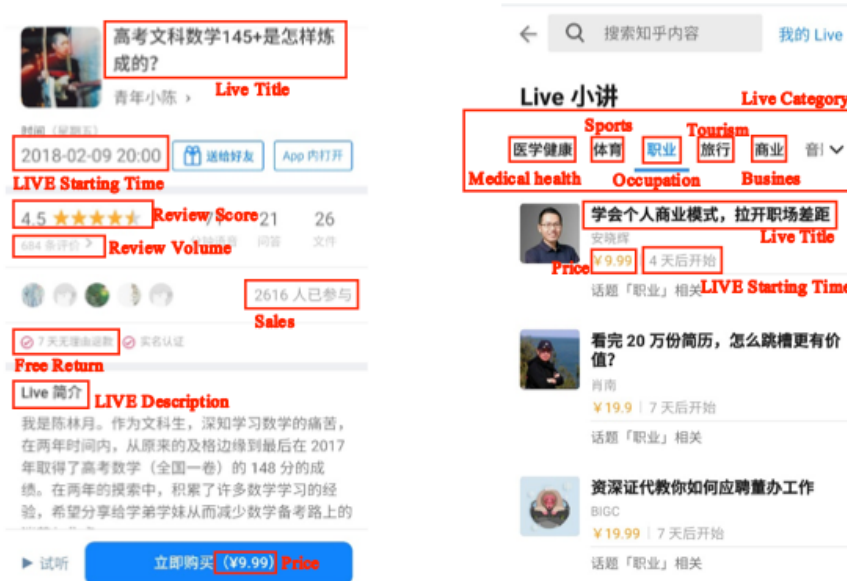 高考文科数学145+是怎样炼
成的?
Live Title
青年小陈 ›
时间（星期五）
2018-02-09 20:00
送给好友
App 内打开
LIVE Starting Time
4.5
Review Score
21
26
684 条评价 >
Review Volume
问答
文件
2616 人已参与
Sales
7 天无理由退款
实名认证
Free Return
Live 简介
LIVE Description
我是陈林月。作为文科生，深知学习数学的痛苦，
在两年时间内，从原来的及格边缘到最后在 2017
年取得了高考数学（全国一卷）的 148 分的成
绩。在两年的摸索中，积累了许多数学学习的经
验，希望分享给学弟学妹从而减少数学备考路上的
试听
立即购买（¥9.99）
Price
搜索知乎内容
我的 Live
Live 小讲
Live Category
Sports
Tourism
医学健康
体育
职业
旅行
商业
Medical health
Occupation
Busines
学会个人商业模式，拉开职场差距
安晓辉
Live Title
Price
¥9.99
4 天后开始
话题「职业」相关
LIVE Starting Time
看完 20 万份简历，怎么跳槽更有价
值?
肖南
¥19.9 | 7 天后开始
话题「职业」相关
资深证代教你如何应聘董办工作
BIGC
¥19.99 | 7 天后开始
话题「职业」相关